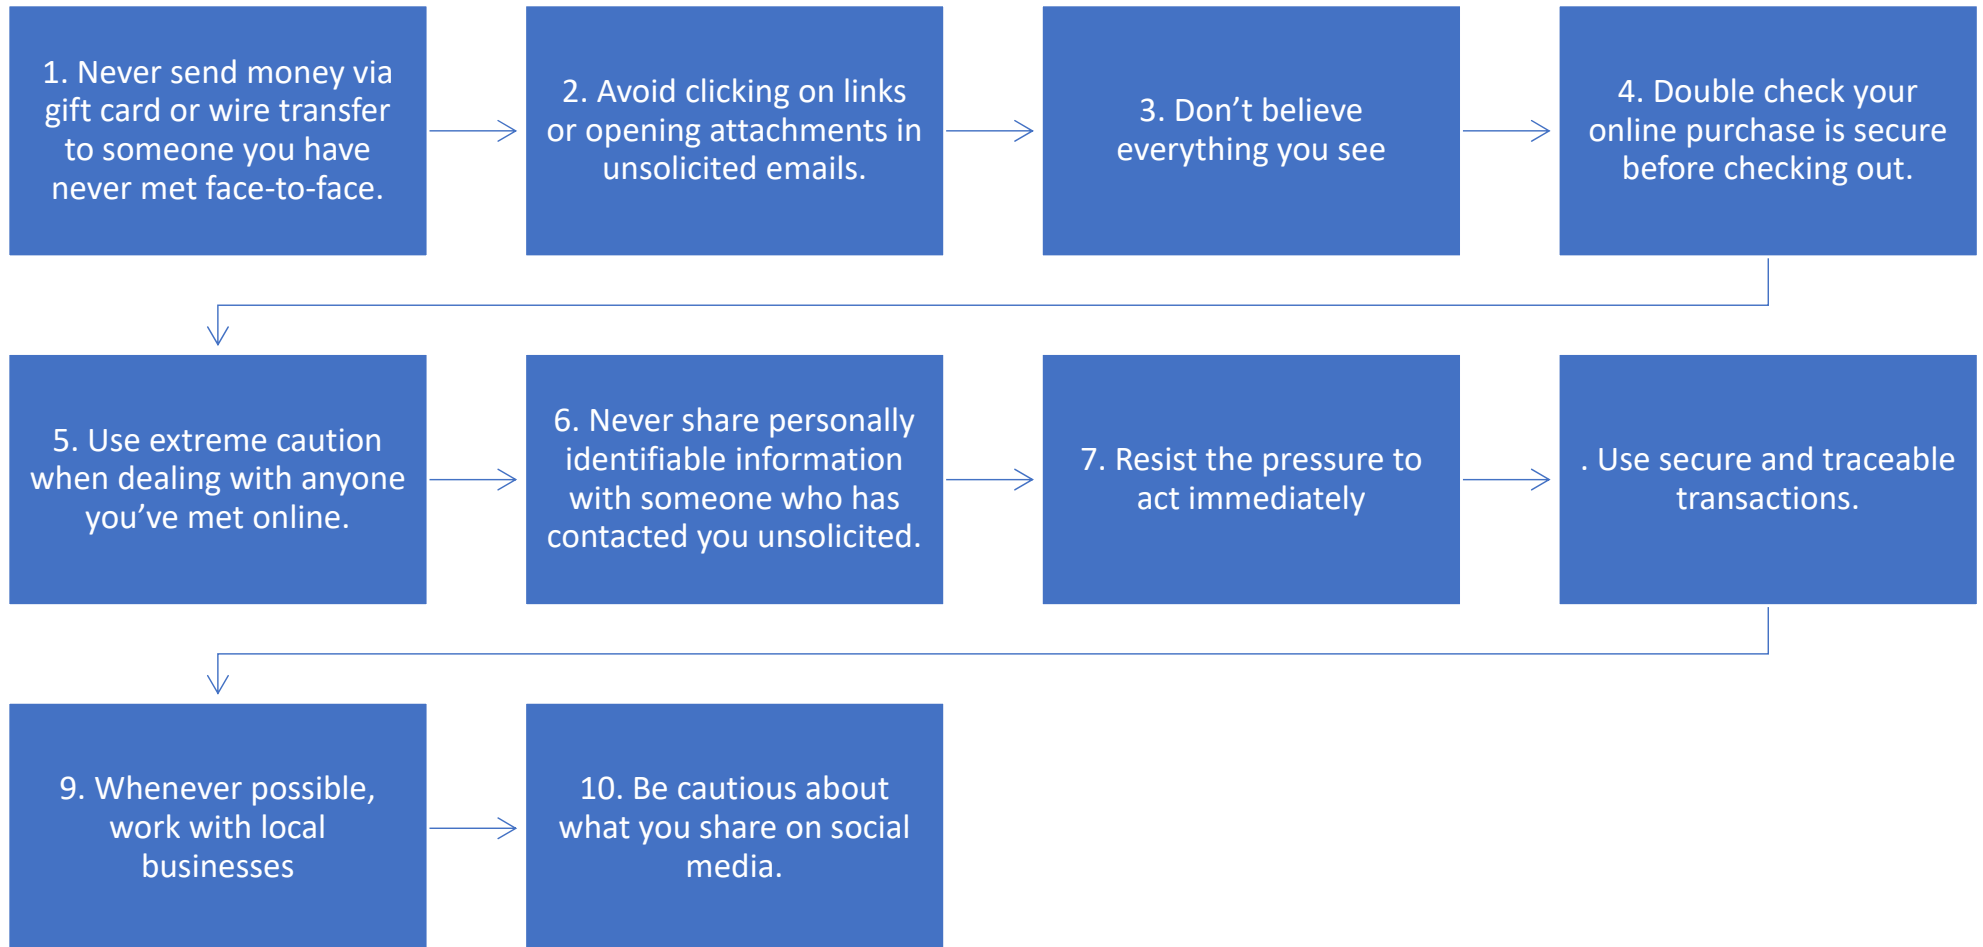 1. Never send money via
gift card or wire transfer
to someone you have
never met face-to-face.
2. Avoid clicking on links
or opening attachments in
unsolicited emails.
3. Don’t believe
everything you see
4. Double check your
online purchase is secure
before checking out.
5. Use extreme caution
when dealing with anyone
you’ve met online.
6. Never share personally
identifiable information
with someone who has
contacted you unsolicited.
7. Resist the pressure to
act immediately
. Use secure and traceable
transactions.
9. Whenever possible,
work with local
businesses
10. Be cautious about
what you share on social
media.